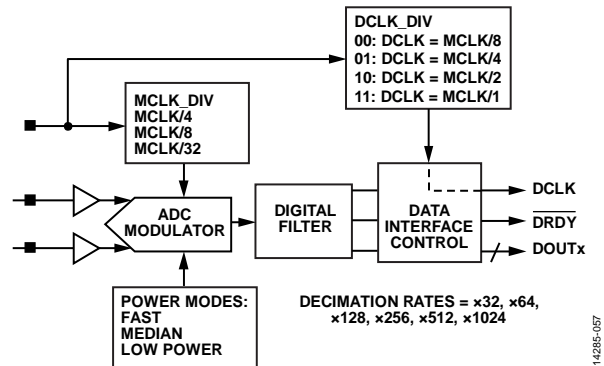 DCLK_DIV
00: DCLK = MCLK/8
01: DCLK = MCLK/4
10: DCLK = MCLK/2
11: DCLK = MCLK/1
MCLK_DIV
MCLK/4
MCLK/8
MCLK/32
ADC
MODULATOR
DIGITAL
FILTER
DATA
INTERFACE
CONTROL
DCLK
DRDY
DOUTx
POWER MODES:
FAST
MEDIAN
LOW POWER
DECIMATION RATES = ×32, ×64,
×128, ×256, ×512, ×1024
14285-057